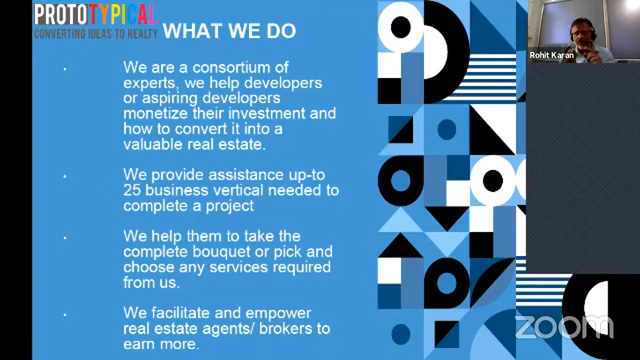 PROTOTYPICAL
CONVERTING IDEAS TO REALTY
WHAT WE DO
We are a consortium of
experts, we help developers
or aspiring developers
monetize their investment and
how to convert it into a
valuable real estate.
We provide assistance up-to
25 business vertical needed to
complete a project
We help them to take the
complete bouquet or pick and
choose any services required
from us.
We facilitate and empower
real estate agents/ brokers to
earn more.
Rohit Karan
zoom